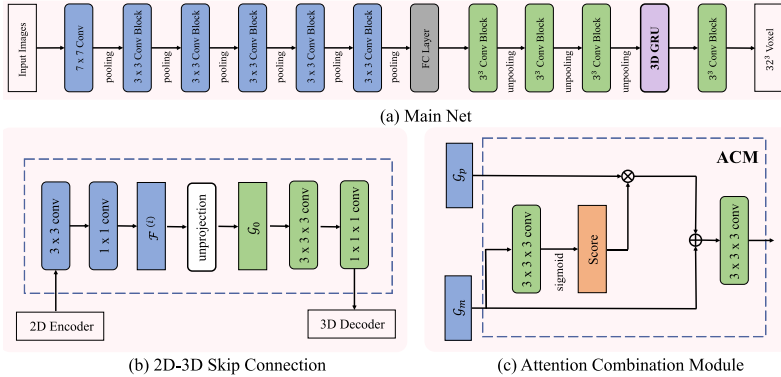 Input Images
7 x 7 Conv
pooling
3 x 3 Conv Block
pooling
3 x 3 Conv Block
pooling
3 x 3 Conv Block
pooling
3 x 3 Conv Block
pooling
3 x 3 Conv Block
FC Layer
3³ Conv Block
unpooling
3³ Conv Block
unpooling
3³ Conv Block
unpooling
3D GRU
3³ Conv Block
32³ Voxel
(a) Main Net
3 x 3 conv
1 x 1 conv
ℱ⁽ˡ⁾
unprojection
𝒢₀
3 x 3 x 3 conv
1 x 1 x 1 conv
2D Encoder
3D Decoder
(b) 2D-3D Skip Connection
ACM
𝒢ₚ
⊗
3 x 3 x 3 conv
sigmoid
Score
⊕
3 x 3 x 3 conv
𝒢ₘ
(c) Attention Combination Module